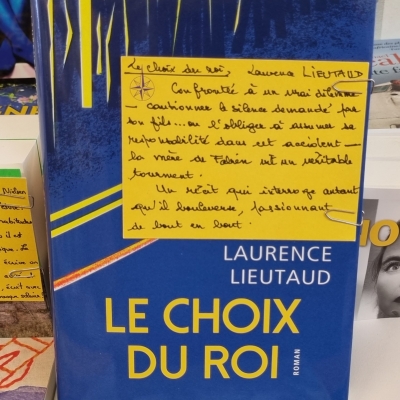 Le choix du roi, Laurence LIEUTAUD
Confrontée à un vrai dilemme —
— cautionner le silence demandé par
son fils... ou l'obliger à assumer sa
responsabilité dans cet accident —
la mère de Fabien vit un véritable
tourment.
Un récit qui interroge autant
qu'il bouleverse, passionnant
de bout en bout.
LAURENCE
LIEUTAUD
LE CHOIX
DU ROI
ROMAN